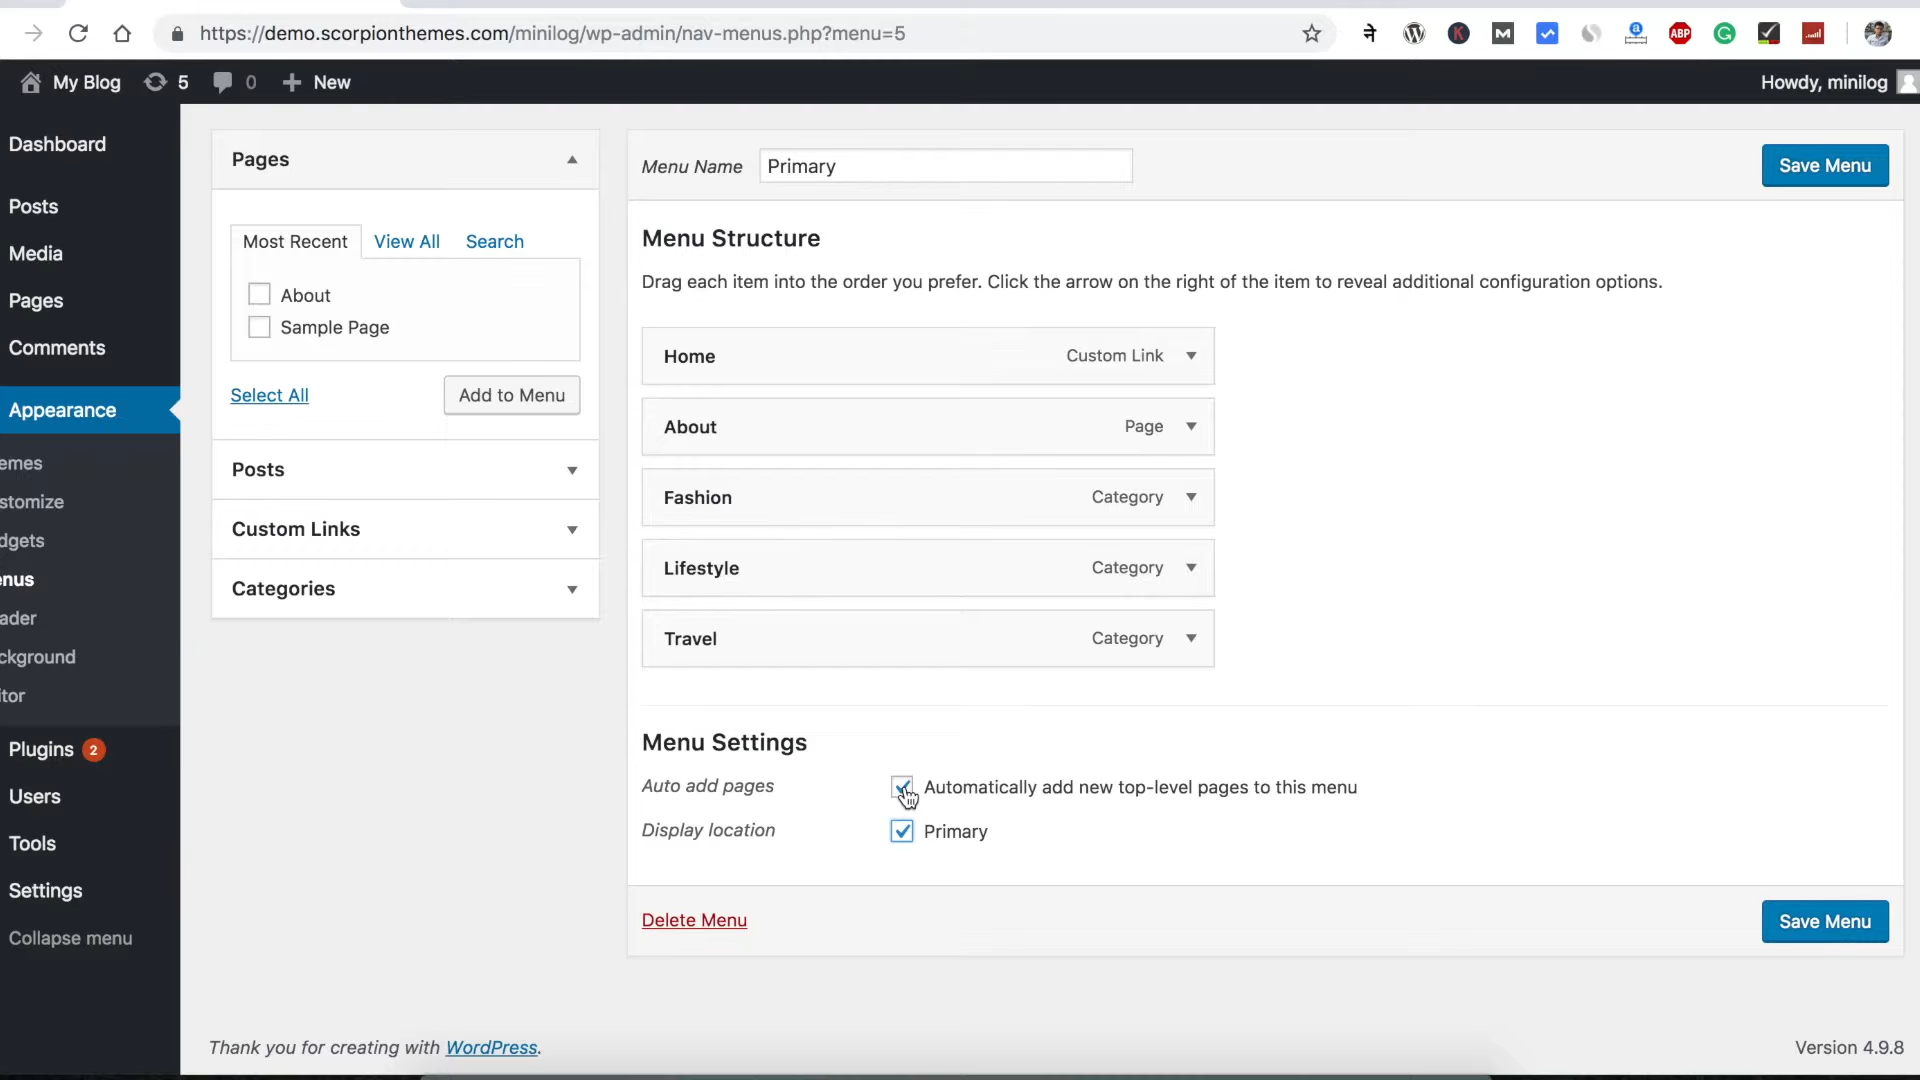 https://demo.scorpionthemes.com/minilog/wp-admin/nav-menus.php?menu=5
ABP
My Blog 5 0 New
Howdy, minilog
Dashboard
Posts
Media
Pages
Comments
Appearance
emes
stomize
dgets
enus
ader
ckground
itor
Plugins 2
Users
Tools
Settings
Collapse menu
Pages
Most Recent View All Search
About
Sample Page
Select All Add to Menu
Posts
Custom Links
Categories
Menu Name Primary Save Menu
Menu Structure
Drag each item into the order you prefer. Click the arrow on the right of the item to reveal additional configuration options.
Home Custom Link
About Page
Fashion Category
Lifestyle Category
Travel Category
Menu Settings
Auto add pages Automatically add new top-level pages to this menu
Display location Primary
Delete Menu Save Menu
Thank you for creating with WordPress.
Version 4.9.8